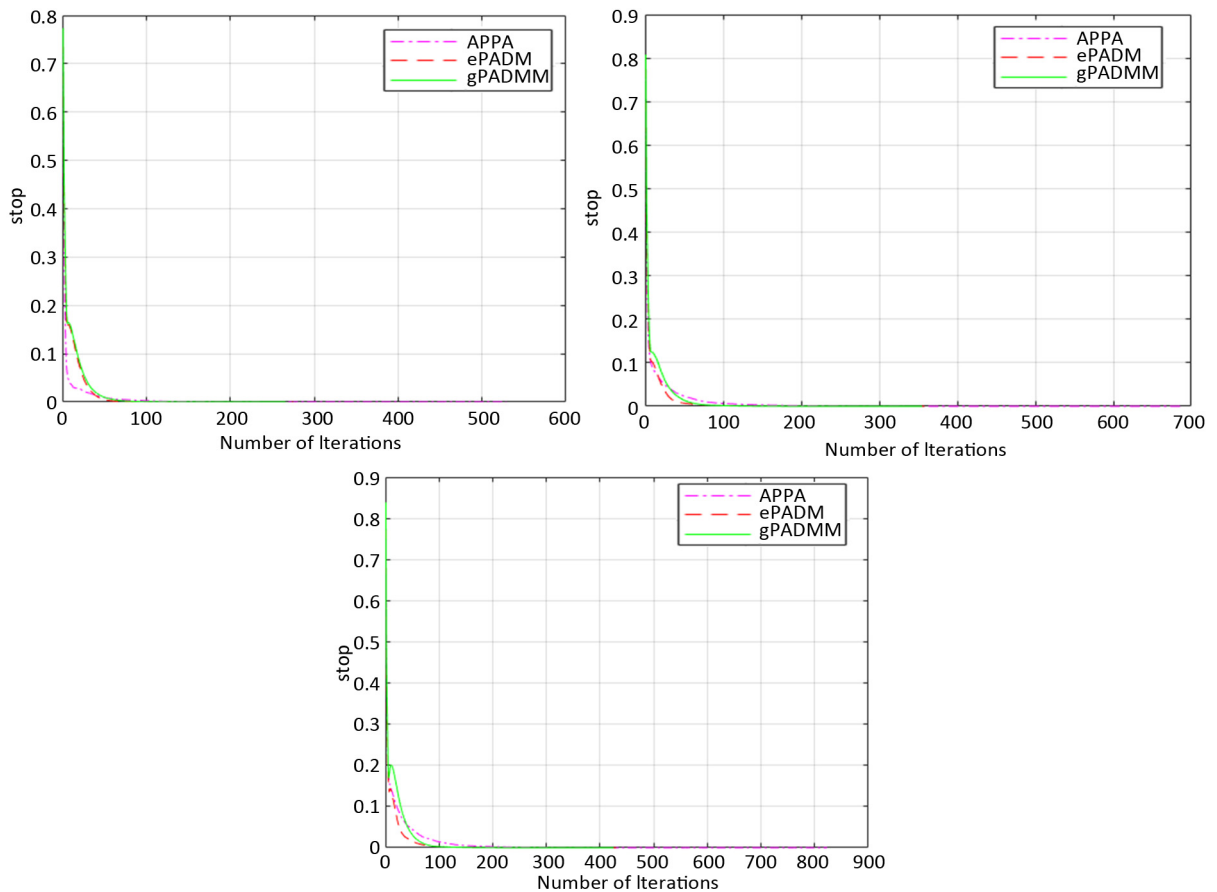 0.8
0.7
0.6
0.5
0.4
0.3
0.2
0.1
0
stop
APPA
ePADM
gPADMM
0 100 200 300 400 500 600
Number of Iterations
0.9
0.8
0.7
0.6
0.5
0.4
0.3
0.2
0.1
0
stop
APPA
ePADM
gPADMM
0 100 200 300 400 500 600 700
Number of Iterations
0.9
0.8
0.7
0.6
0.5
0.4
0.3
0.2
0.1
0
stop
APPA
ePADM
gPADMM
0 100 200 300 400 500 600 700 800 900
Number of Iterations